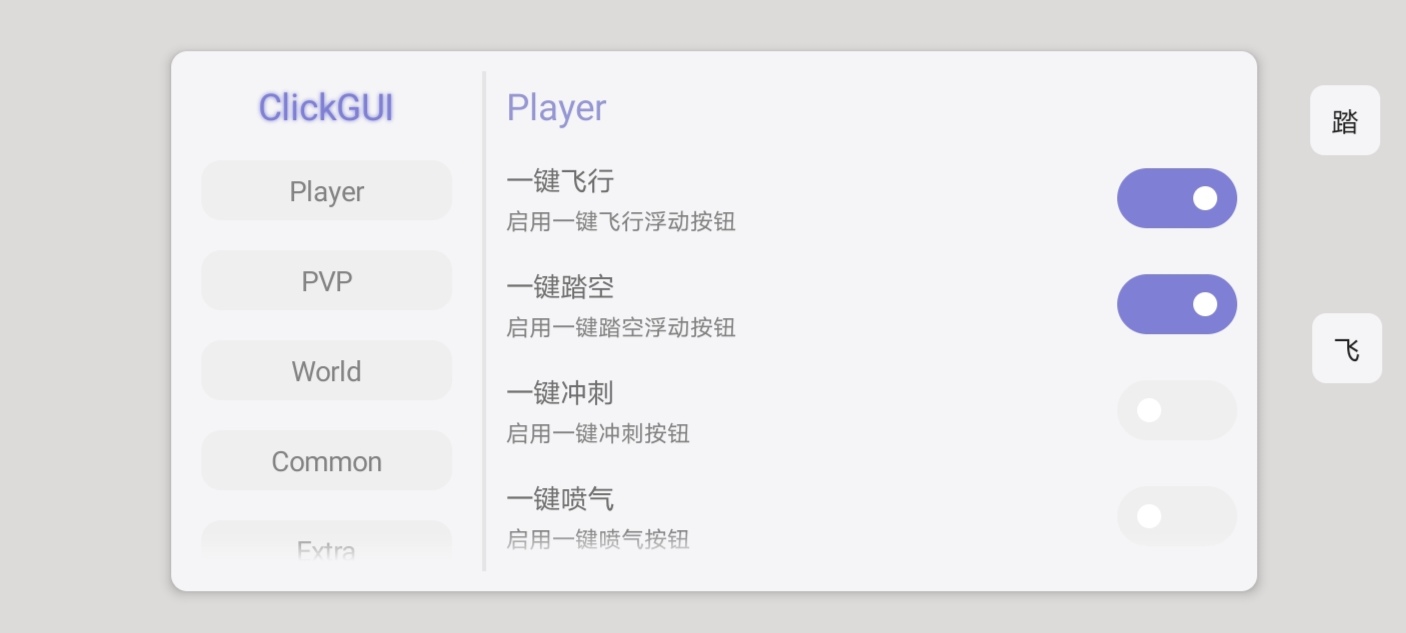 ClickGUI
Player
PVP
World
Common
Extra
Player
一键飞行
启用一键飞行浮动按钮
一键踏空
启用一键踏空浮动按钮
一键冲刺
启用一键冲刺按钮
一键喷气
启用一键喷气按钮
踏
飞